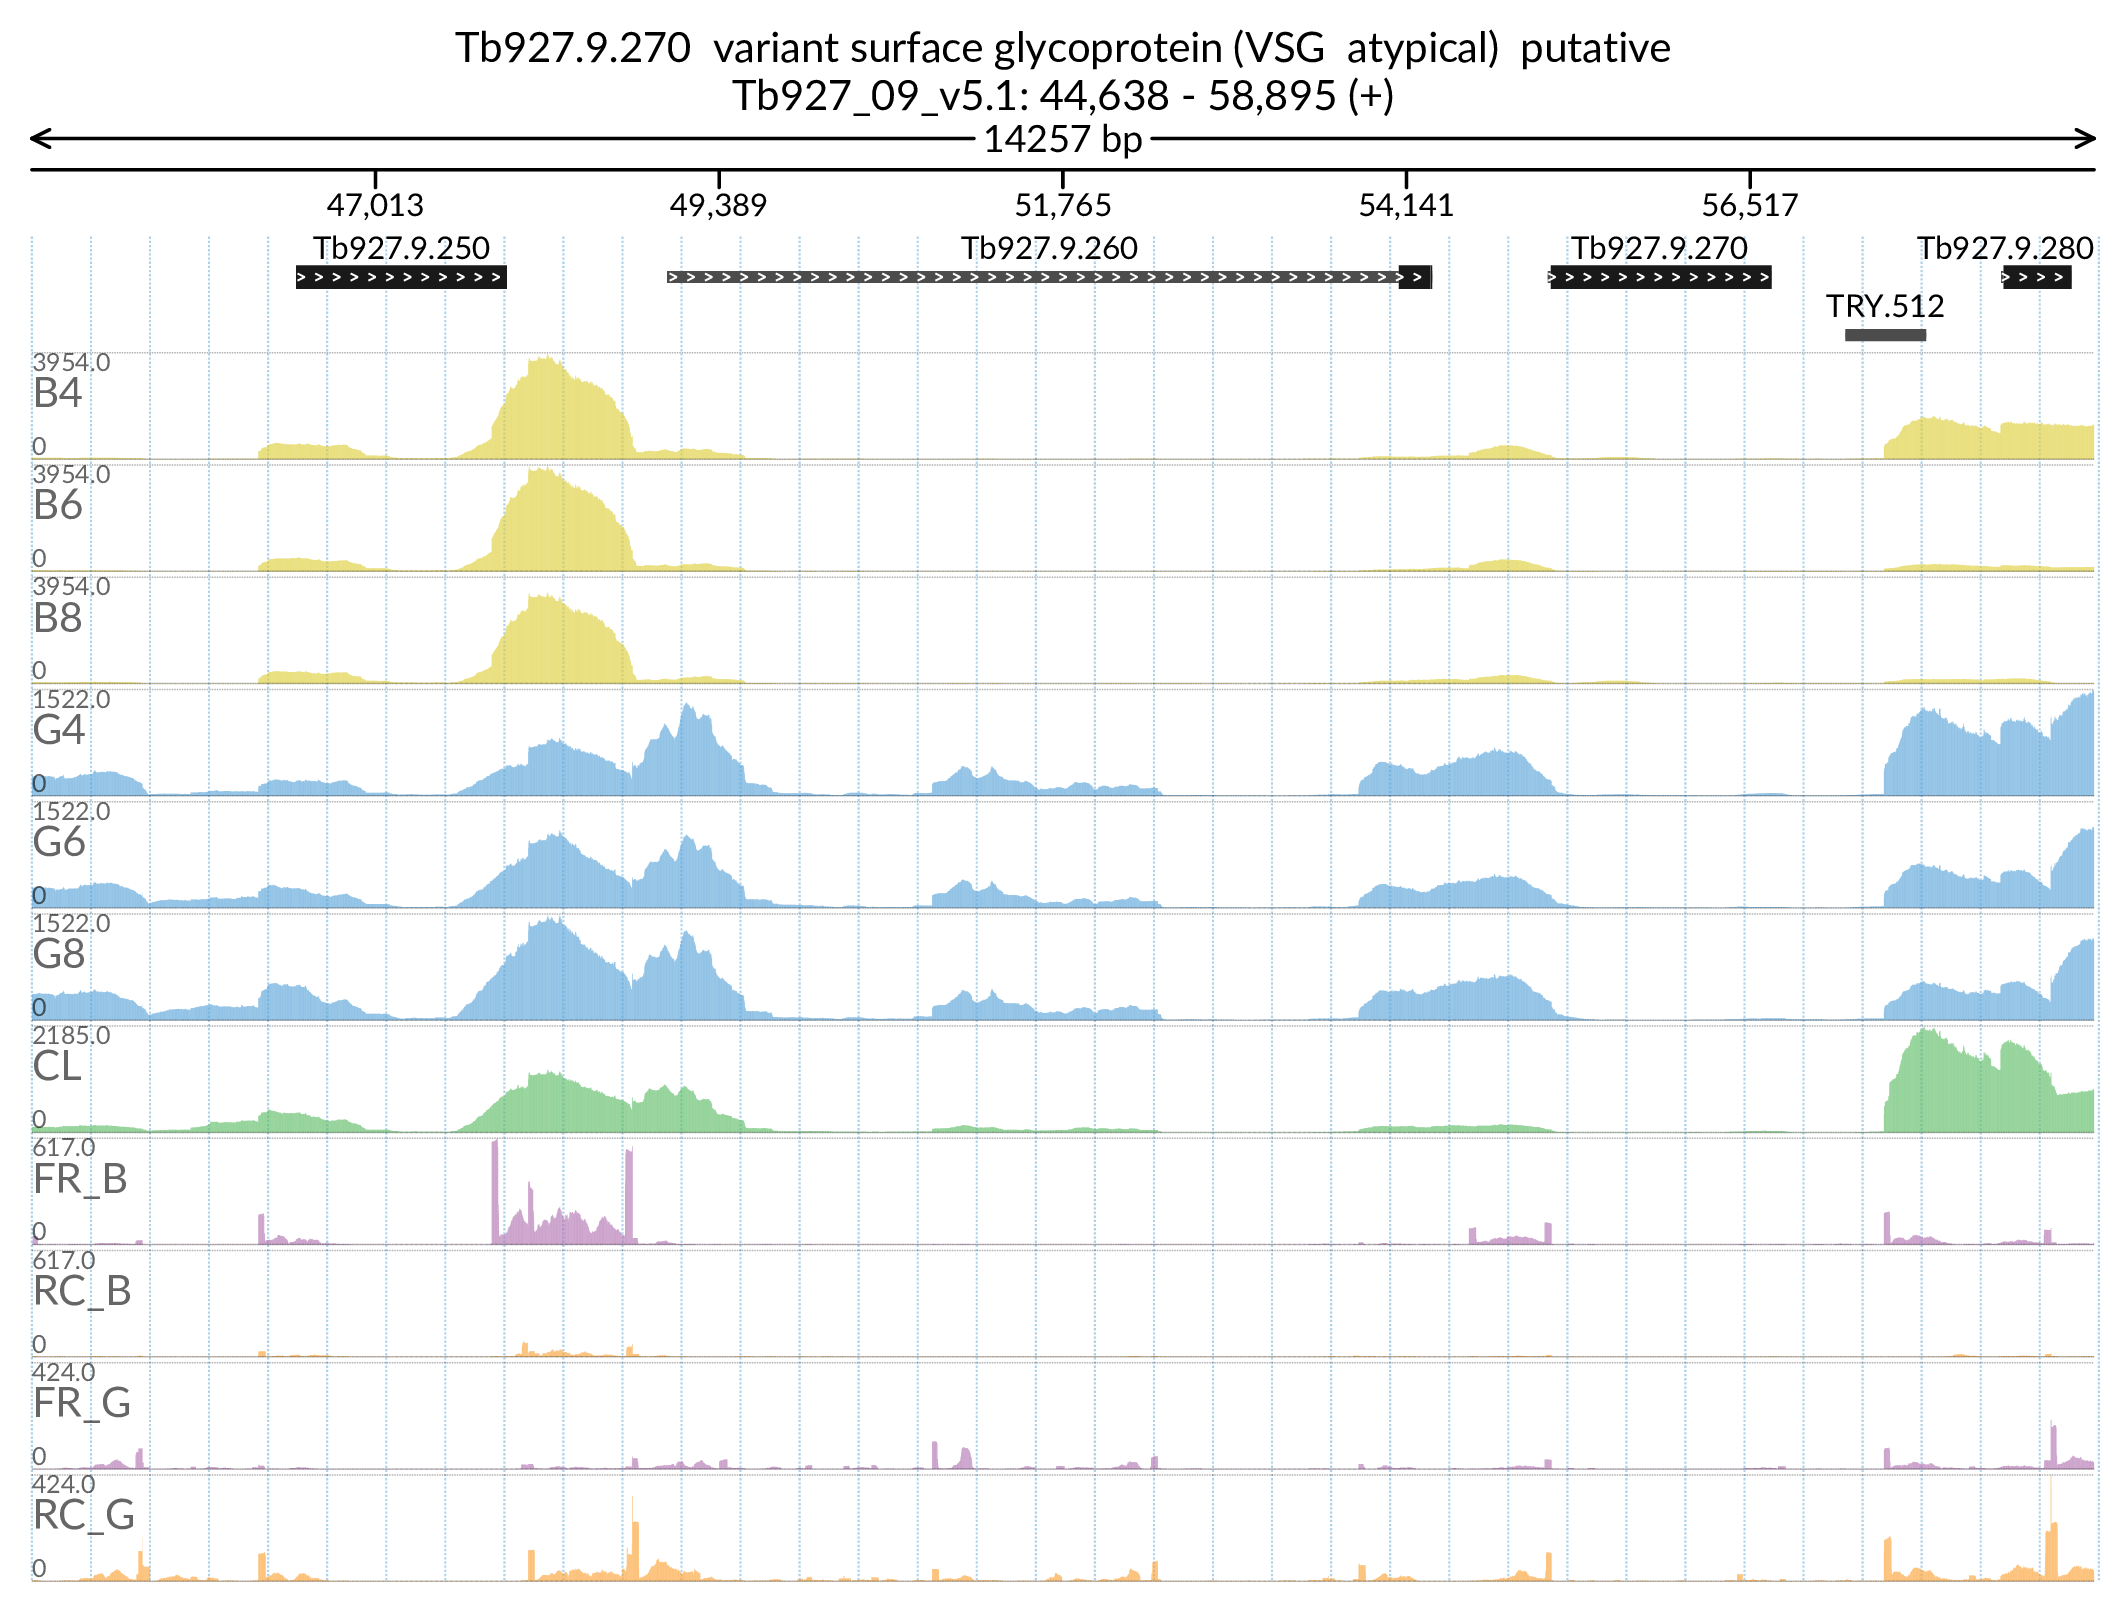 Tb927.9.270  variant surface glycoprotein (VSG  atypical)  putative
Tb927_09_v5.1: 44,638 - 58,895 (+)
14257 bp
47,013 49,389 51,765 54,141 56,517
Tb927.9.250 Tb927.9.260 Tb927.9.270 Tb927.9.280
TRY.512
3954.0
B4
0
3954.0
B6
0
3954.0
B8
0
1522.0
G4
0
1522.0
G6
0
1522.0
G8
0
2185.0
CL
0
617.0
FR_B
0
617.0
RC_B
0
424.0
FR_G
0
424.0
RC_G
0